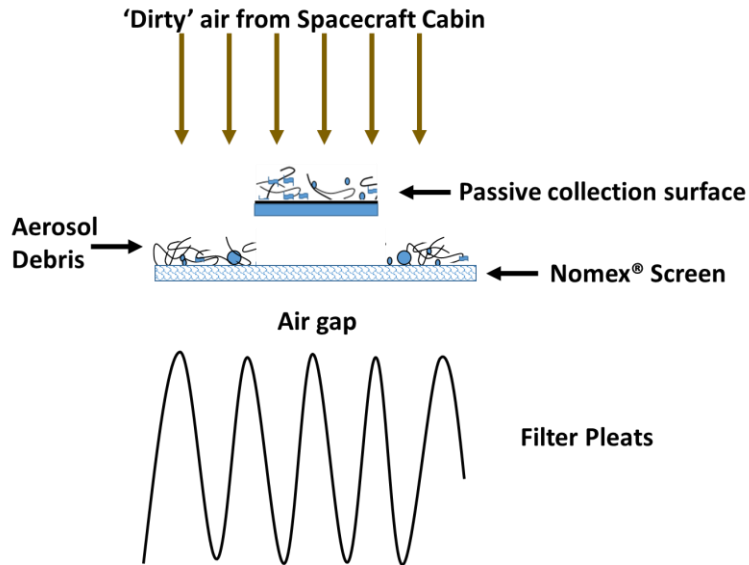 ‘Dirty’ air from Spacecraft Cabin
Passive collection surface
Aerosol
Debris
Nomex® Screen
Air gap
Filter Pleats